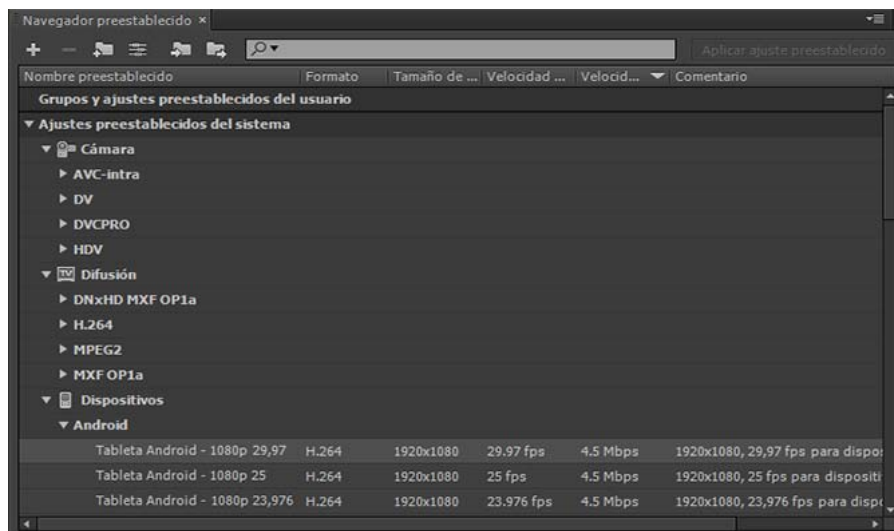 Navegador preestablecido
Aplicar ajuste preestablecido
Nombre preestablecido Formato Tamaño de ... Velocidad ... Velocid... Comentario
Grupos y ajustes preestablecidos del usuario
Ajustes preestablecidos del sistema
Cámara
AVC-intra
DV
DVCPRO
HDV
TV Difusión
DNxHD MXF OP1a
H.264
MPEG2
MXF OP1a
Dispositivos
Android
Tableta Android - 1080p 29,97 H.264 1920x1080 29.97 fps 4.5 Mbps 1920x1080, 29,97 fps para dispos
Tableta Android - 1080p 25 H.264 1920x1080 25 fps 4.5 Mbps 1920x1080, 25 fps para dispositi
Tableta Android - 1080p 23,976 H.264 1920x1080 23.976 fps 4.5 Mbps 1920x1080, 23,976 fps para dispo